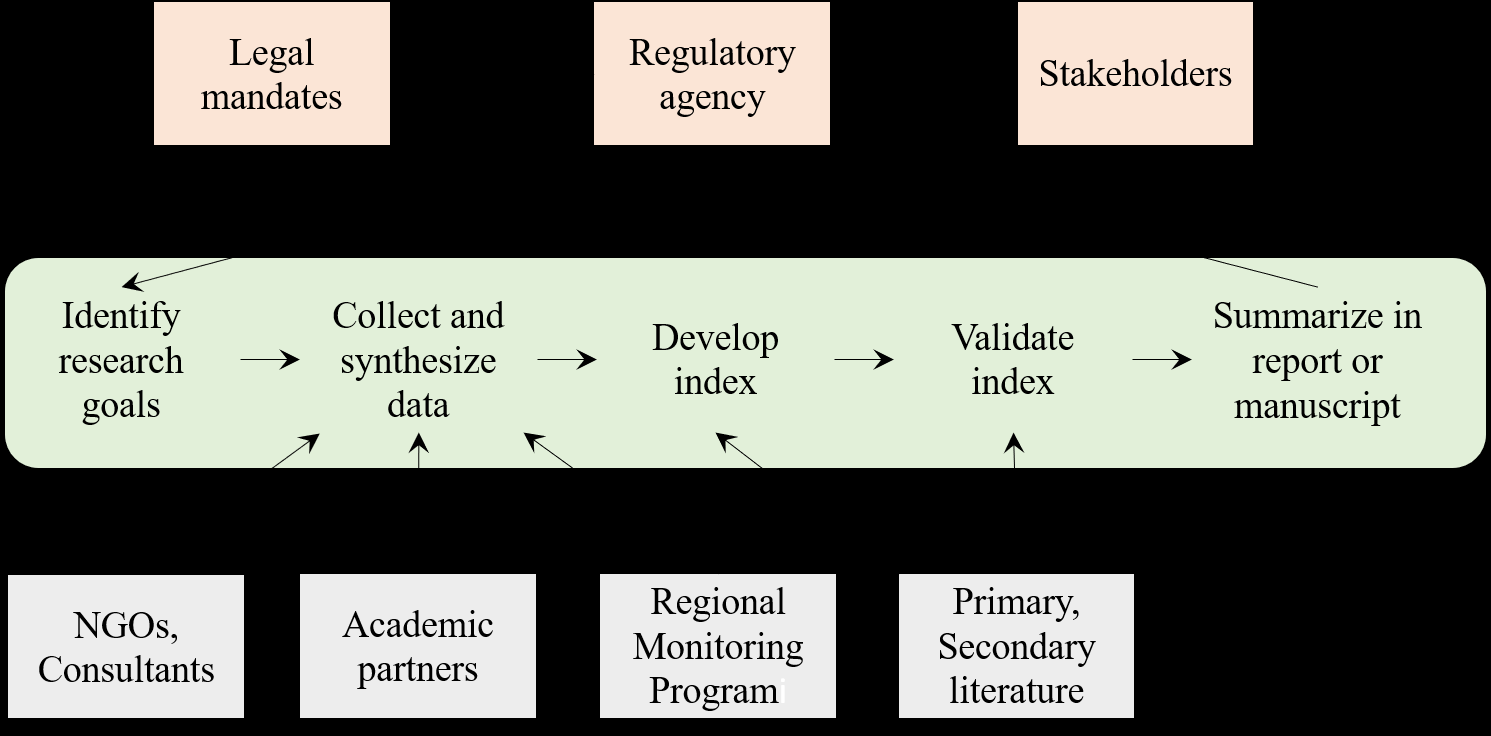 Legal
mandates
Regulatory
agency
Stakeholders
Identify
research
goals
Collect and
synthesize
data
Develop
index
Validate
index
Summarize in
report or
manuscript
NGOs,
Consultants
Academic
partners
Regional
Monitoring
Programi
Primary,
Secondary
literature